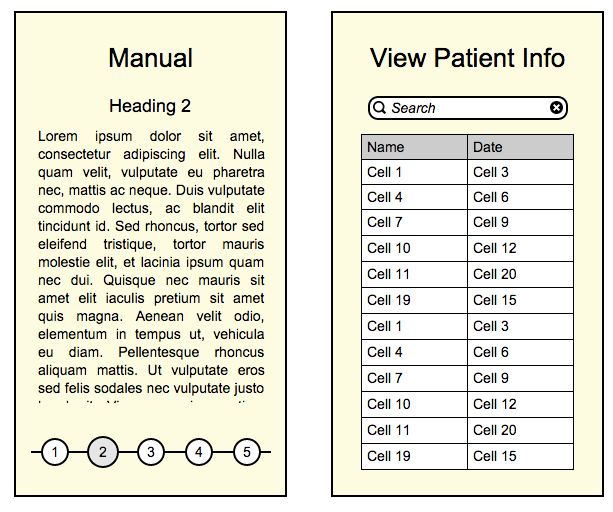 Manual
Heading 2
Lorem ipsum dolor sit amet,
consectetur adipiscing elit. Nulla
quam velit, vulputate eu pharetra
nec, mattis ac neque. Duis vulputate
commodo lectus, ac blandit elit
tincidunt id. Sed rhoncus, tortor sed
eleifend tristique, tortor mauris
molestie elit, et lacinia ipsum quam
nec dui. Quisque nec mauris sit
amet elit iaculis pretium sit amet
quis magna. Aenean velit odio,
elementum in tempus ut, vehicula
eu diam. Pellentesque rhoncus
aliquam mattis. Ut vulputate eros
sed felis sodales nec vulputate justo
1 2 3 4 5
View Patient Info
Search
Name Date
Cell 1 Cell 3
Cell 4 Cell 6
Cell 7 Cell 9
Cell 10 Cell 12
Cell 11 Cell 20
Cell 19 Cell 15
Cell 1 Cell 3
Cell 4 Cell 6
Cell 7 Cell 9
Cell 10 Cell 12
Cell 11 Cell 20
Cell 19 Cell 15